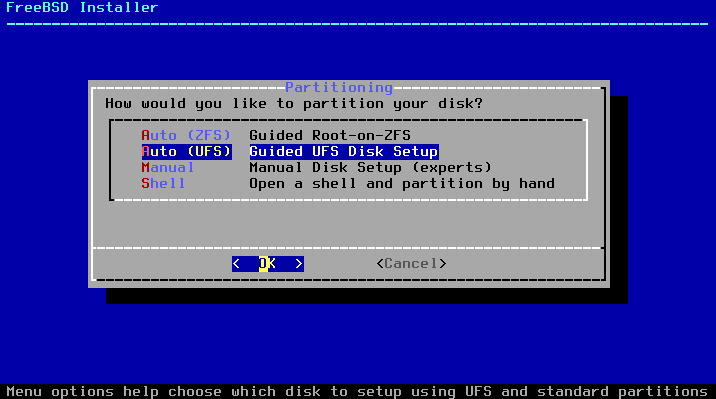 FreeBSD Installer
Partitioning
How would you like to partition your disk?
Auto (ZFS) Guided Root-on-ZFS
Auto (UFS) Guided UFS Disk Setup
Manual Manual Disk Setup (experts)
Shell Open a shell and partition by hand
< OK > <Cancel>
Menu options help choose which disk to setup using UFS and standard partitions